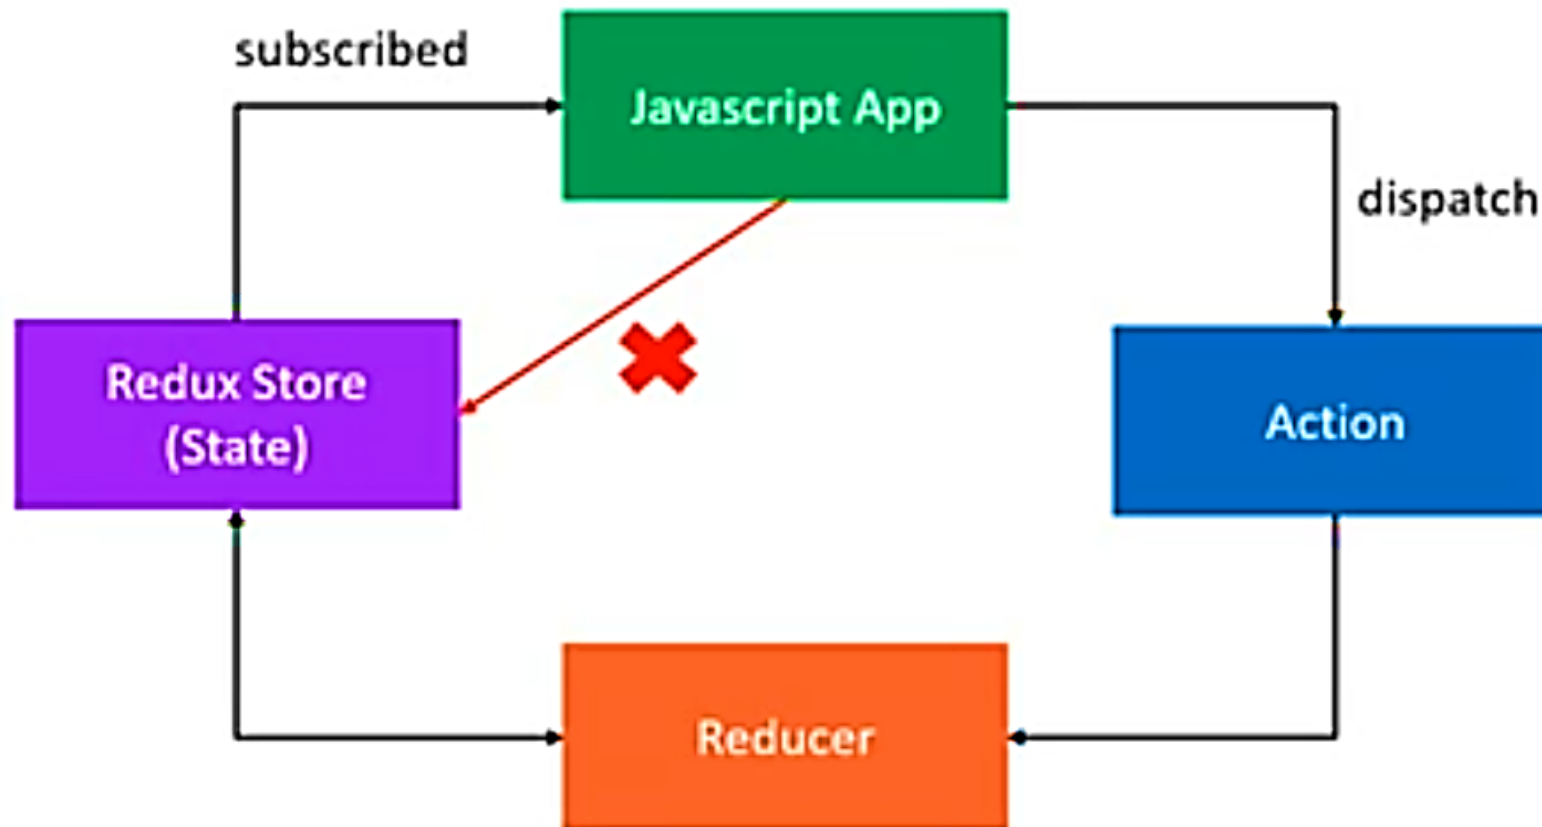 subscribed
Javascript App
dispatch
Redux Store
(State)
Action
Reducer